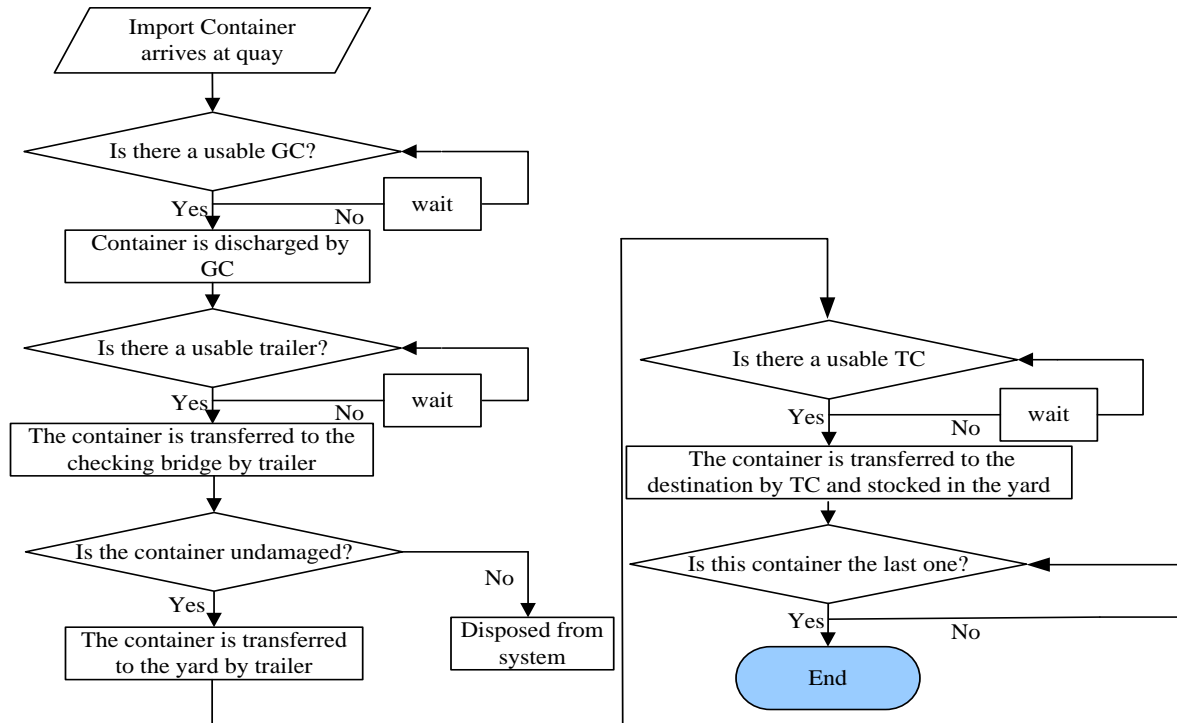 Import Container
arrives at quay
Is there a usable GC?
Yes
No
wait
Container is discharged by
GC
Is there a usable trailer?
Yes
No
wait
The container is transferred to the
checking bridge by trailer
Is the container undamaged?
No
Yes
Disposed from
system
The container is transferred
to the yard by trailer
Is there a usable TC
Yes
No
wait
The container is transferred to the
destination by TC and stocked in the yard
Is this container the last one?
Yes
No
End